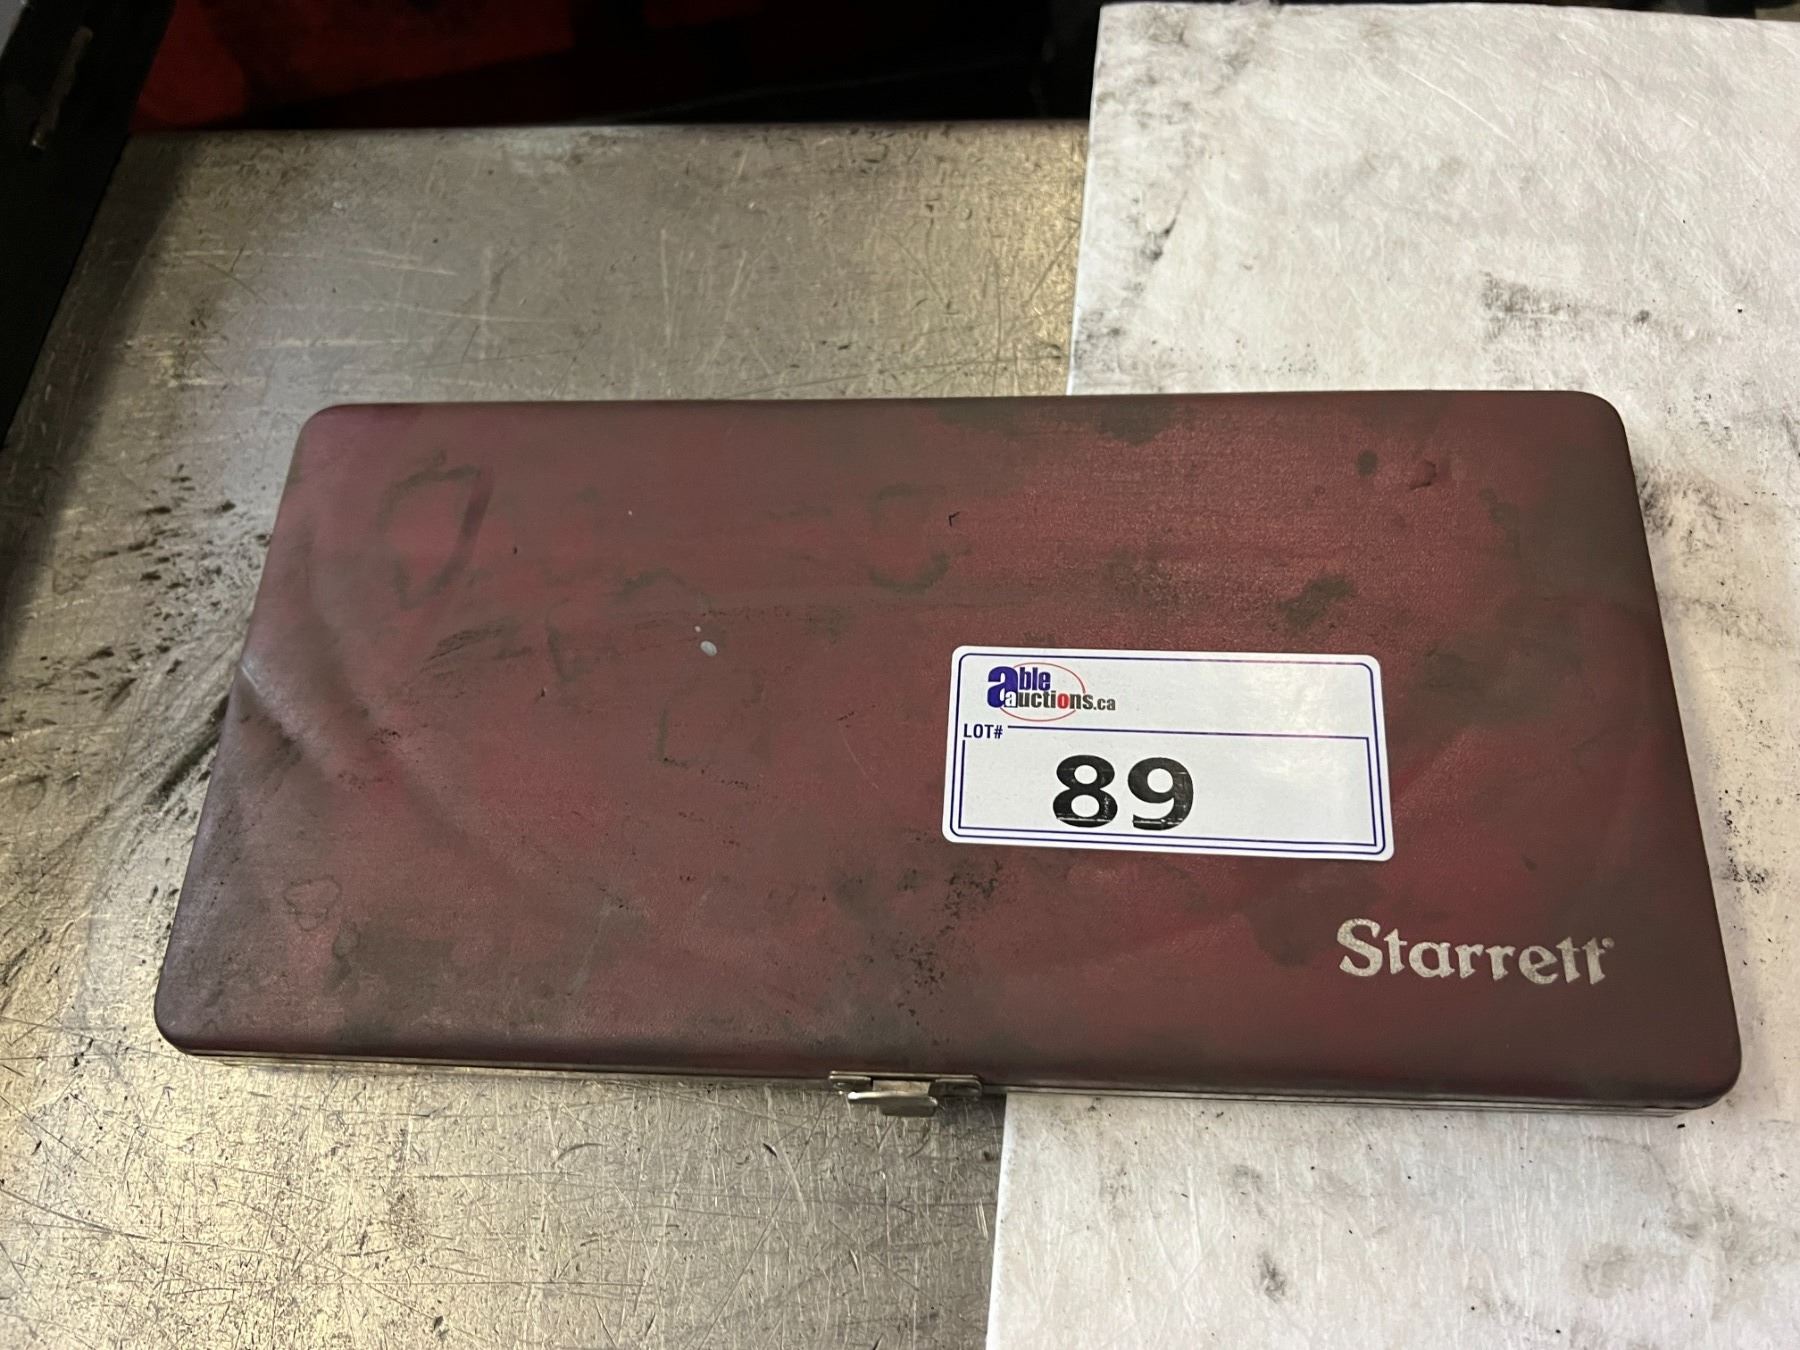 able
auctions.ca
LOT#
89
Starrett